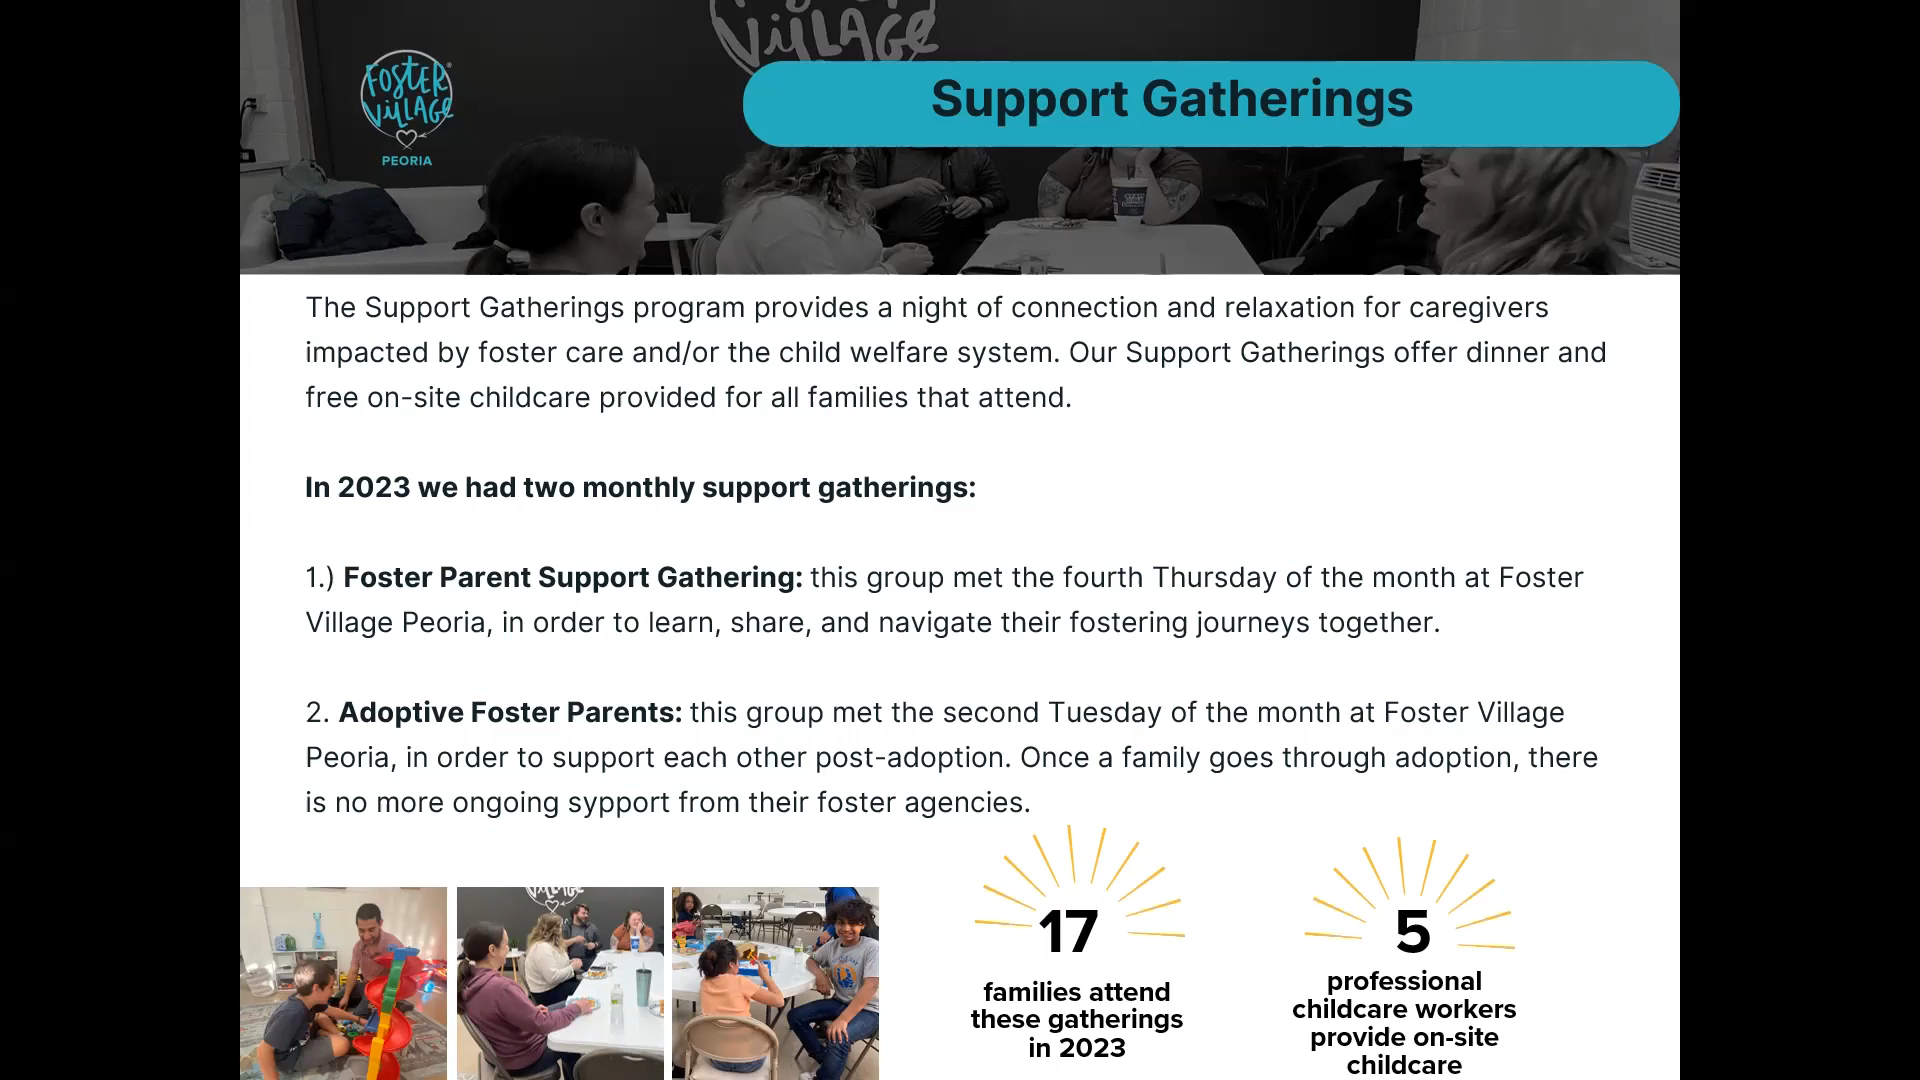 VILLAGE
FOSTER
VILLAGE
PEORIA
Support Gatherings
The Support Gatherings program provides a night of connection and relaxation for caregivers
impacted by foster care and/or the child welfare system. Our Support Gatherings offer dinner and
free on-site childcare provided for all families that attend.
In 2023 we had two monthly support gatherings:
1.) Foster Parent Support Gathering: this group met the fourth Thursday of the month at Foster
Village Peoria, in order to learn, share, and navigate their fostering journeys together.
2. Adoptive Foster Parents: this group met the second Tuesday of the month at Foster Village
Peoria, in order to support each other post-adoption. Once a family goes through adoption, there
is no more ongoing sypport from their foster agencies.
VILLAGE
17
families attend
these gatherings
in 2023
5
professional
childcare workers
provide on-site
childcare